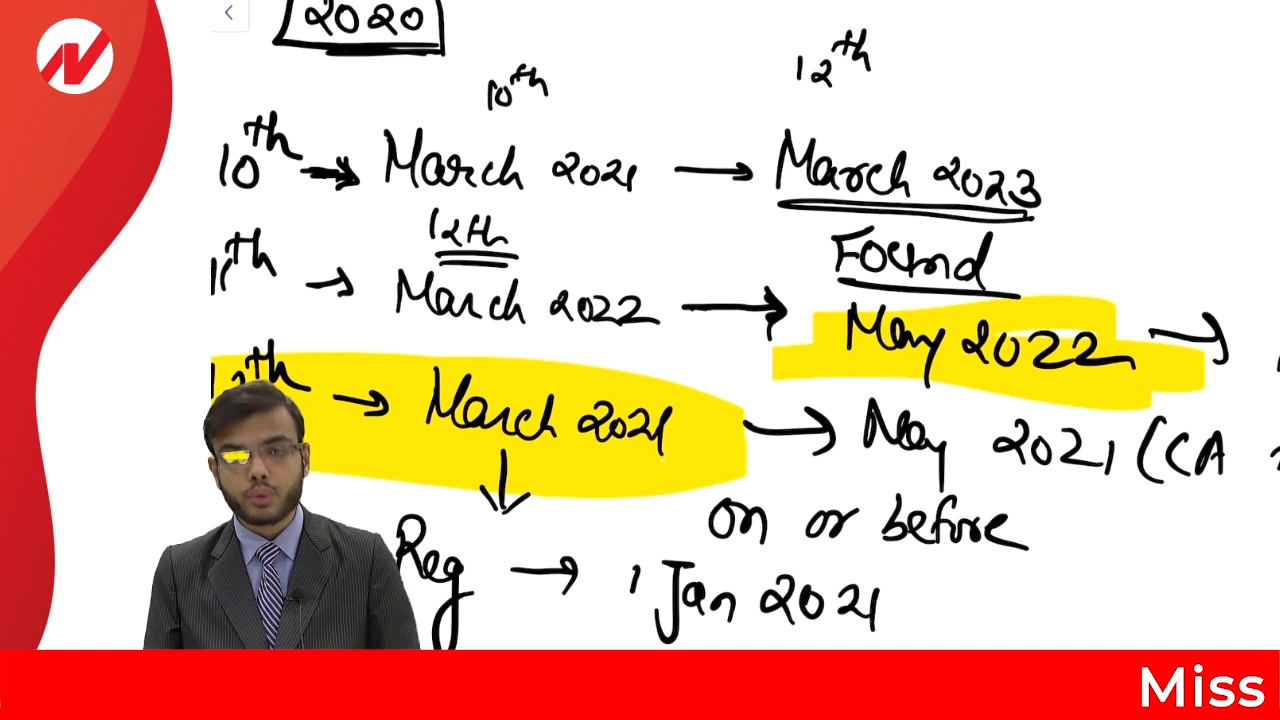 2020
10th 12th
10th → March 2021 → March 2023
12th Found
11th → March 2022 → May 2022 →
12th → March 2021 → May 2021 (CA
on or before
Reg → 1 Jan 2021
Miss